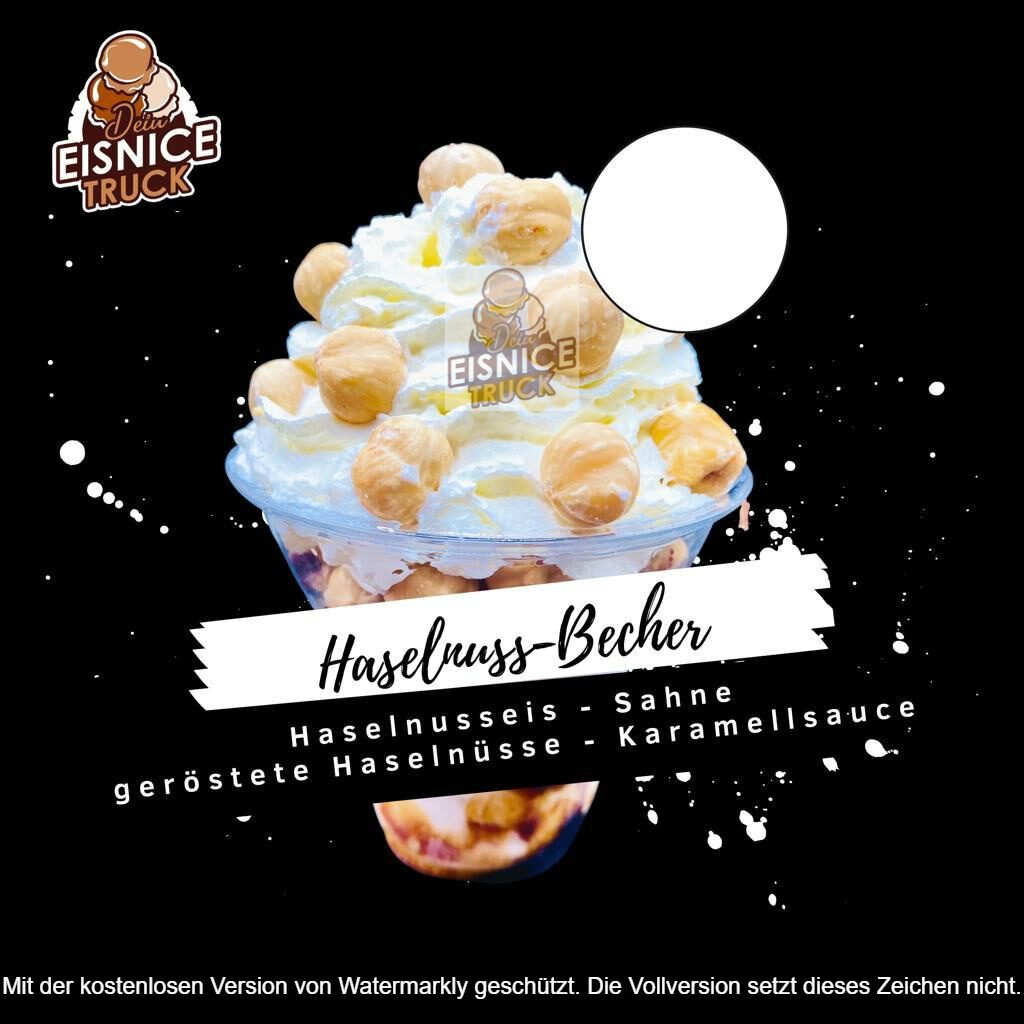 Dein
EISNICE
TRUCK
Dein
EISNICE
TRUCK
Haselnuss-Becher
Haselnusseis - Sahne
geröstete Haselnüsse - Karamellsauce
Mit der kostenlosen Version von Watermarkly geschützt. Die Vollversion setzt dieses Zeichen nicht.